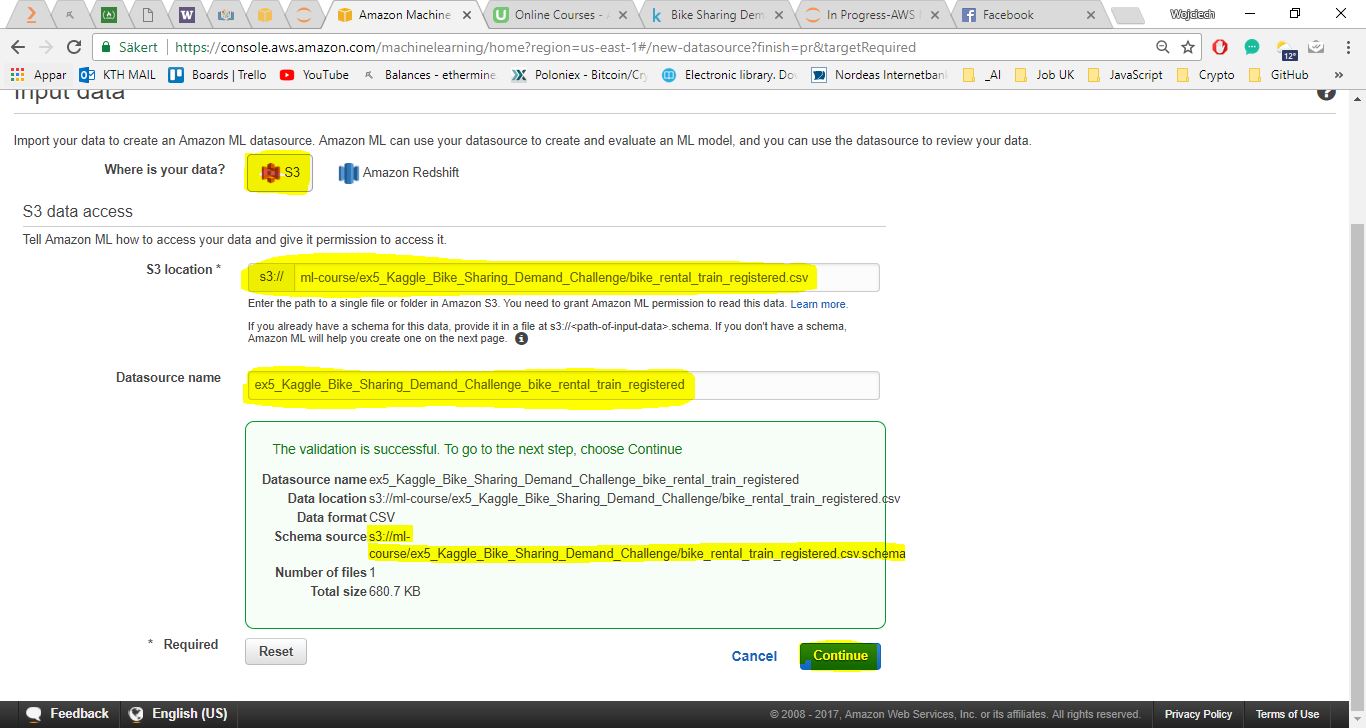 Amazon Machine
Online Courses -
Bike Sharing Dem
In Progress-AWS
Facebook
Wojciech
Säkert
https://console.aws.amazon.com/machinelearning/home?region=us-east-1#/new-datasource?finish=pr&targetRequired
12°
Appar
KTH MAIL
Boards | Trello
YouTube
Balances - ethermine
Poloniex - Bitcoin/Cry
Electronic library. Do
Nordeas Internetban
_AI
Job UK
JavaScript
Crypto
GitHub
»
Input data
Import your data to create an Amazon ML datasource. Amazon ML can use your datasource to create and evaluate an ML model, and you can use the datasource to review your data.
Where is your data?
S3
Amazon Redshift
S3 data access
Tell Amazon ML how to access your data and give it permission to access it.
S3 location *
s3://
ml-course/ex5_Kaggle_Bike_Sharing_Demand_Challenge/bike_rental_train_registered.csv
Enter the path to a single file or folder in Amazon S3. You need to grant Amazon ML permission to read this data. Learn more.
If you already have a schema for this data, provide it in a file at s3://<path-of-input-data>.schema. If you don't have a schema,
Amazon ML will help you create one on the next page.
Datasource name
ex5_Kaggle_Bike_Sharing_Demand_Challenge_bike_rental_train_registered
The validation is successful. To go to the next step, choose Continue
Datasource name ex5_Kaggle_Bike_Sharing_Demand_Challenge_bike_rental_train_registered
Data location s3://ml-course/ex5_Kaggle_Bike_Sharing_Demand_Challenge/bike_rental_train_registered.csv
Data format CSV
Schema source s3://ml-
course/ex5_Kaggle_Bike_Sharing_Demand_Challenge/bike_rental_train_registered.csv.schema
Number of files 1
Total size 680.7 KB
* Required
Reset
Cancel
Continue
Feedback
English (US)
© 2008 - 2017, Amazon Web Services, Inc. or its affiliates. All rights reserved.
Privacy Policy
Terms of Use